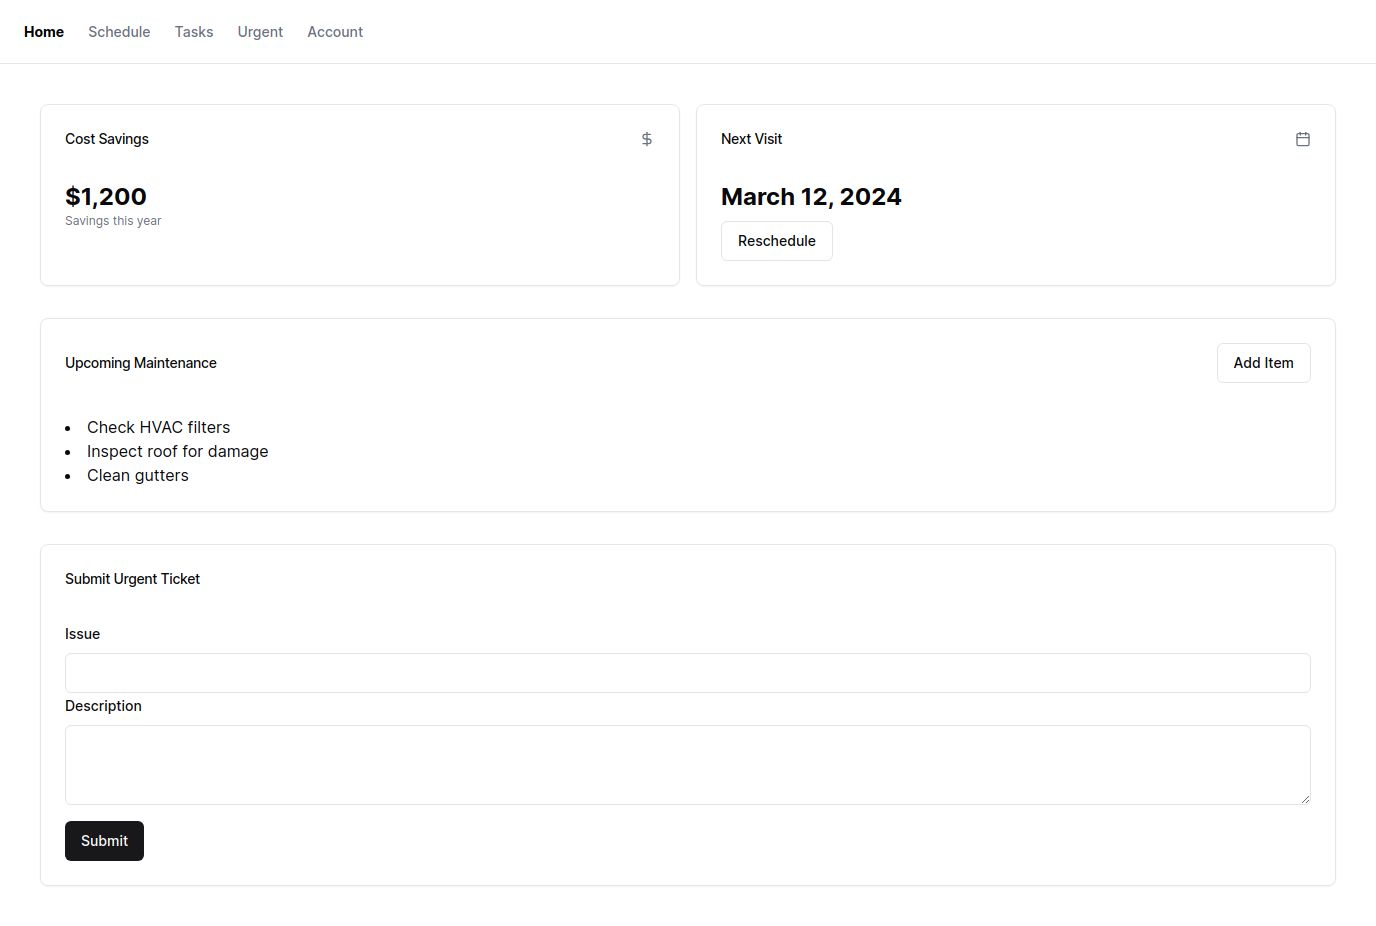 Home Schedule Tasks Urgent Account
Cost Savings
$1,200
Savings this year
Next Visit
March 12, 2024
Reschedule
Upcoming Maintenance
Add Item
• Check HVAC filters
• Inspect roof for damage
• Clean gutters
Submit Urgent Ticket
Issue
Description
Submit